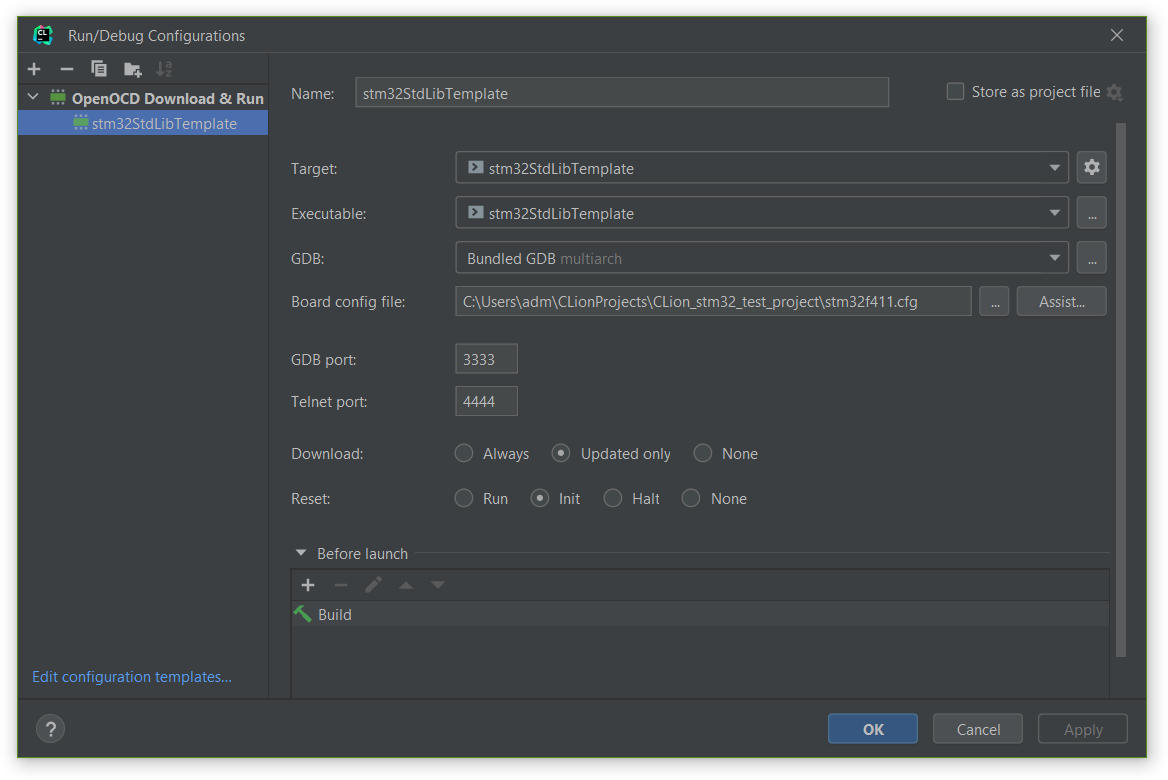 CL Run/Debug Configurations
OpenOCD Download & Run
stm32StdLibTemplate
Name: stm32StdLibTemplate Store as project file
Target: stm32StdLibTemplate
Executable: stm32StdLibTemplate ...
GDB: Bundled GDB multiarch ...
Board config file: C:\Users\adm\CLionProjects\CLion_stm32_test_project\stm32f411.cfg ... Assist...
GDB port: 3333
Telnet port: 4444
Download: Always Updated only None
Reset: Run Init Halt None
Before launch
Build
Edit configuration templates...
? OK Cancel Apply